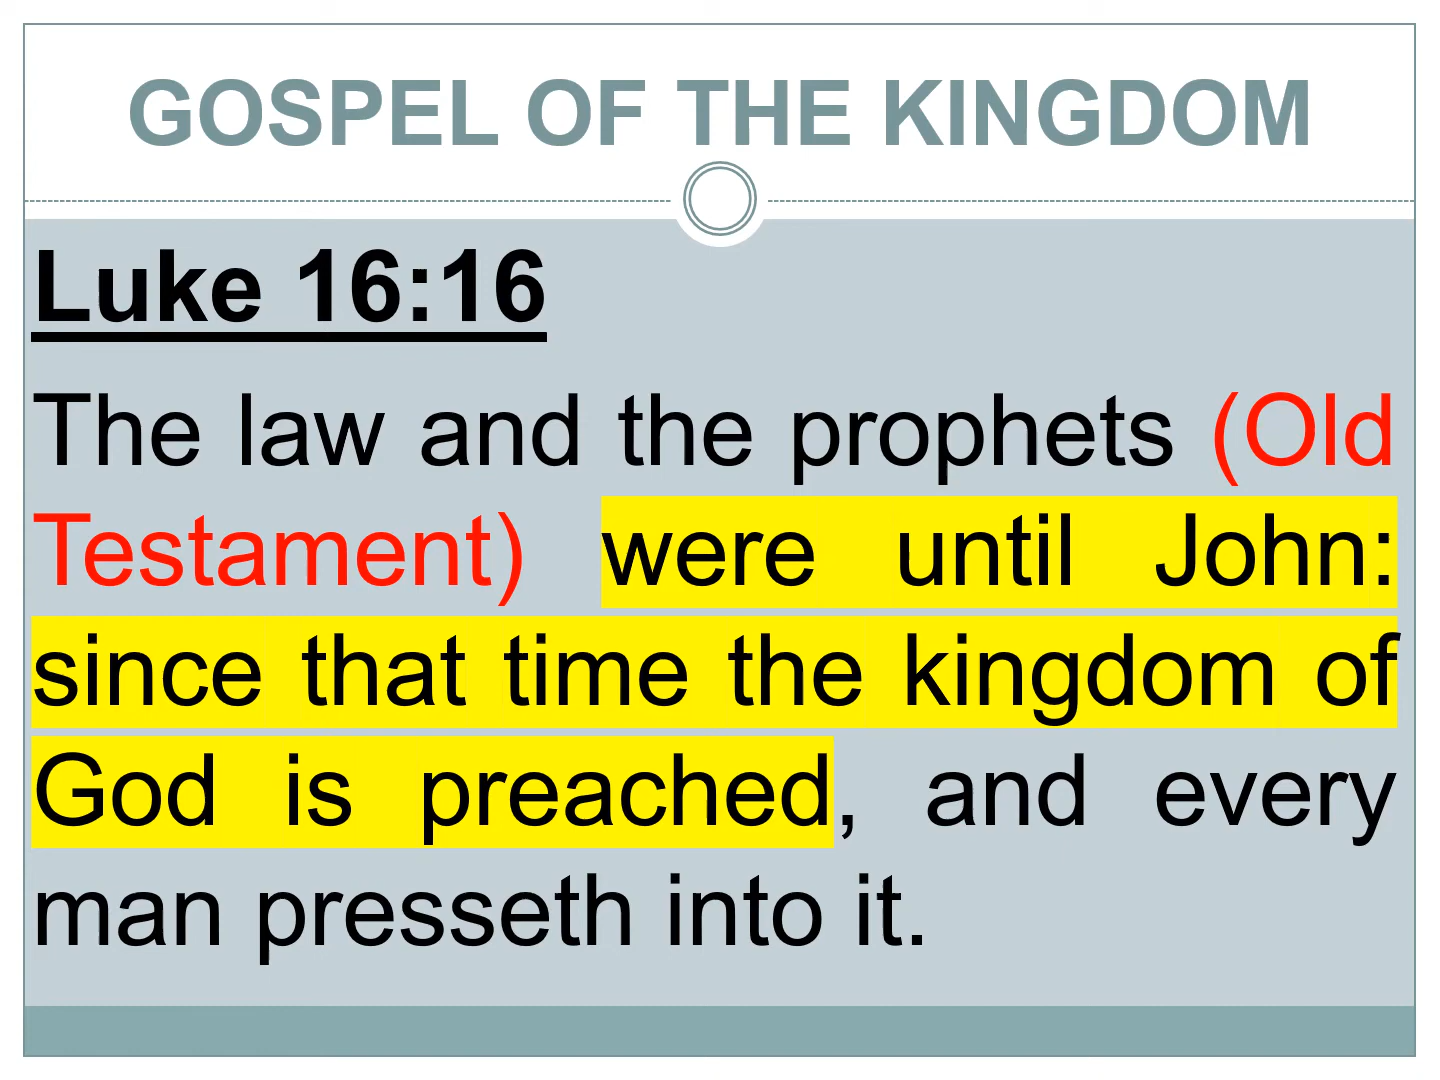 GOSPEL OF THE KINGDOM
Luke 16:16
The law and the prophets (Old
Testament) were until John:
since that time the kingdom of
God is preached, and every
man presseth into it.